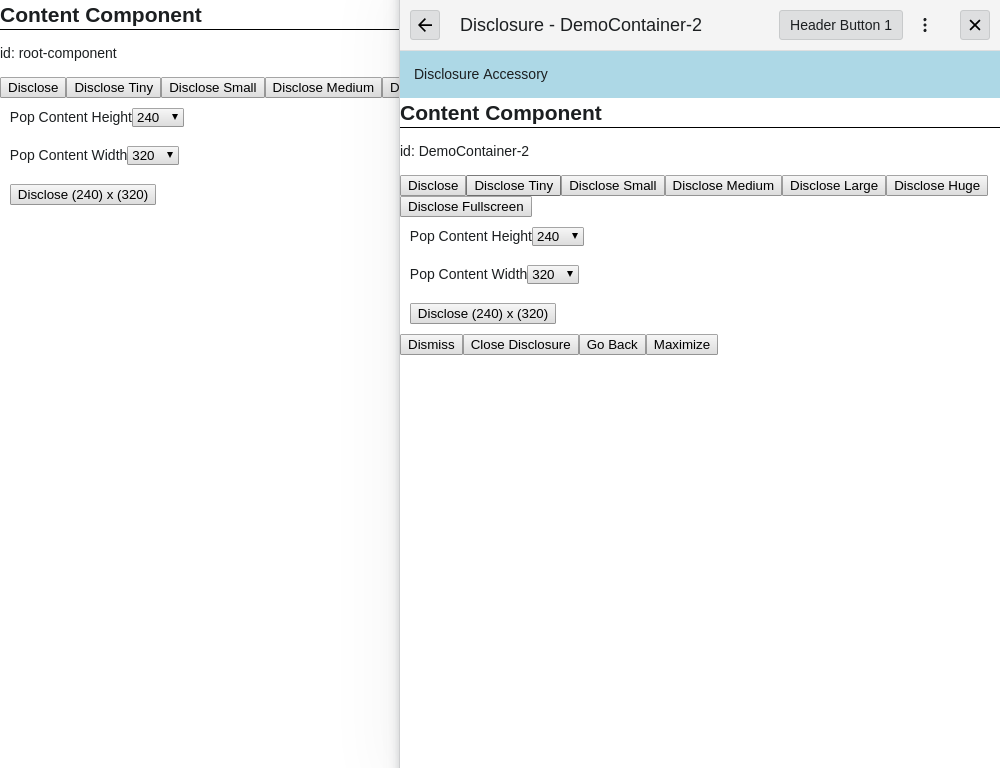 Content Component
id: root-component
Disclose Disclose Tiny Disclose Small Disclose Medium D
Pop Content Height 240
Pop Content Width 320
Disclose (240) x (320)
Disclosure - DemoContainer-2 Header Button 1
Disclosure Accessory
Content Component
id: DemoContainer-2
Disclose Disclose Tiny Disclose Small Disclose Medium Disclose Large Disclose Huge
Disclose Fullscreen
Pop Content Height 240
Pop Content Width 320
Disclose (240) x (320)
Dismiss Close Disclosure Go Back Maximize